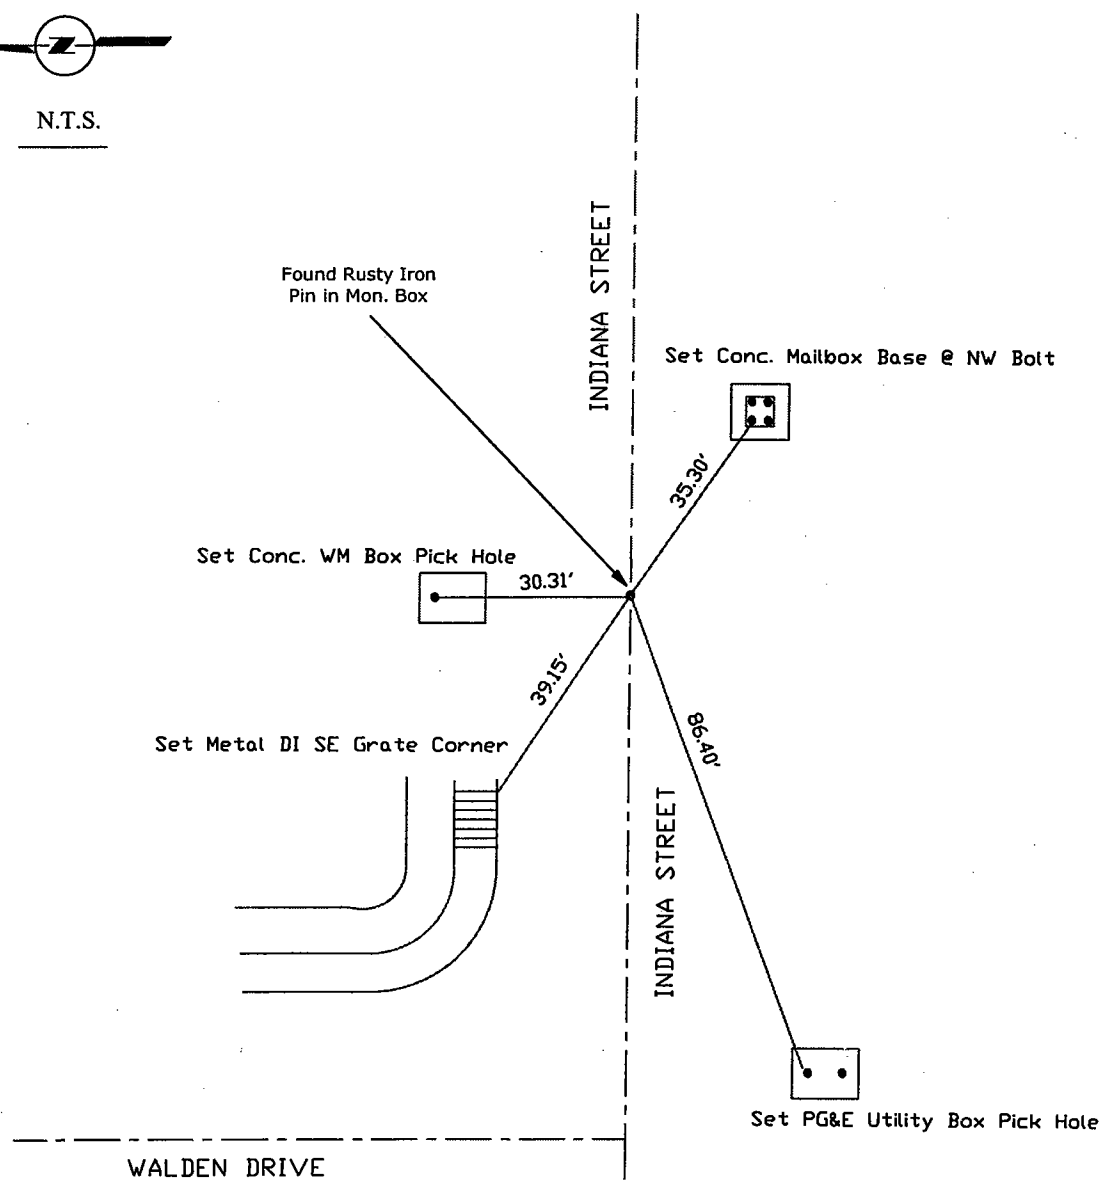 N.T.S.
INDIANA STREET
Found Rusty Iron
Pin in Mon. Box
Set Conc. Mailbox Base @ NW Bolt
35.30'
Set Conc. WM Box Pick Hole
30.31'
39.15'
86.40'
Set Metal DI SE Grate Corner
INDIANA STREET
Set PG&E Utility Box Pick Hole
WALDEN DRIVE